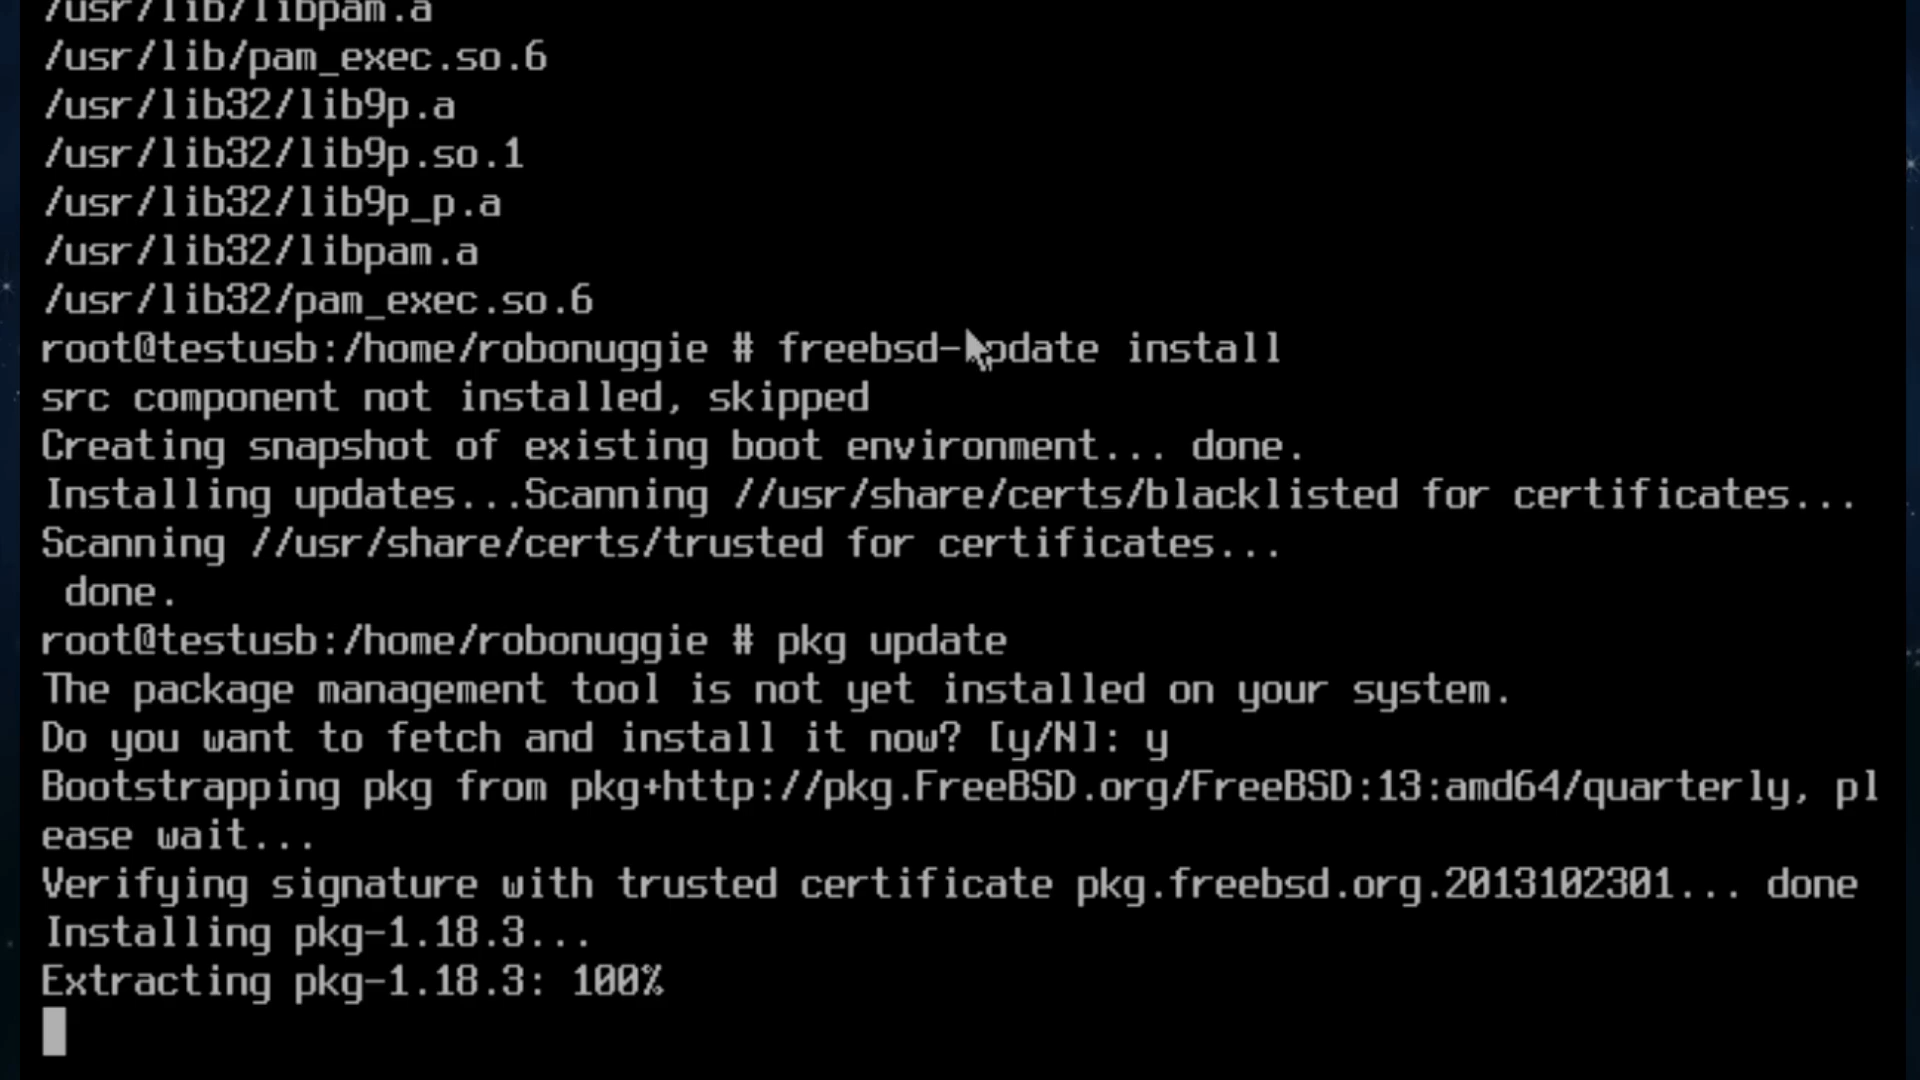 /usr/lib/libpam.a
/usr/lib/pam_exec.so.6
/usr/lib32/lib9p.a
/usr/lib32/lib9p.so.1
/usr/lib32/lib9p_p.a
/usr/lib32/libpam.a
/usr/lib32/pam_exec.so.6
root@testusb:/home/robonuggie # freebsd-update install
src component not installed, skipped
Creating snapshot of existing boot environment... done.
Installing updates...Scanning //usr/share/certs/blacklisted for certificates...
Scanning //usr/share/certs/trusted for certificates...
 done.
root@testusb:/home/robonuggie # pkg update
The package management tool is not yet installed on your system.
Do you want to fetch and install it now? [y/N]: y
Bootstrapping pkg from pkg+http://pkg.FreeBSD.org/FreeBSD:13:amd64/quarterly, pl
ease wait...
Verifying signature with trusted certificate pkg.freebsd.org.2013102301... done
Installing pkg-1.18.3...
Extracting pkg-1.18.3: 100%